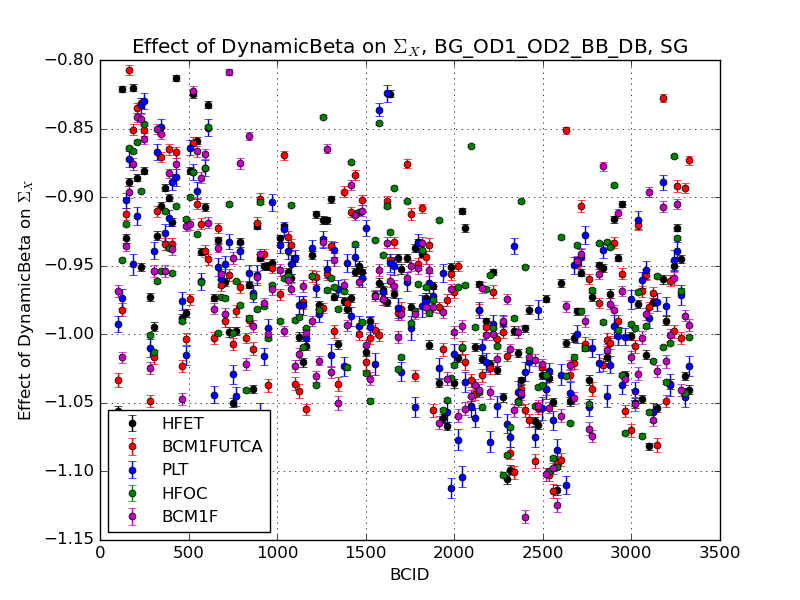 Effect of DynamicBeta on Σ_X, BG_OD1_OD2_BB_DB, SG
Effect of DynamicBeta on Σ_X
−0.80
−0.85
−0.90
−0.95
−1.00
−1.05
−1.10
−1.15
HFET
BCM1FUTCA
PLT
HFOC
BCM1F
0 500 1000 1500 2000 2500 3000 3500
BCID